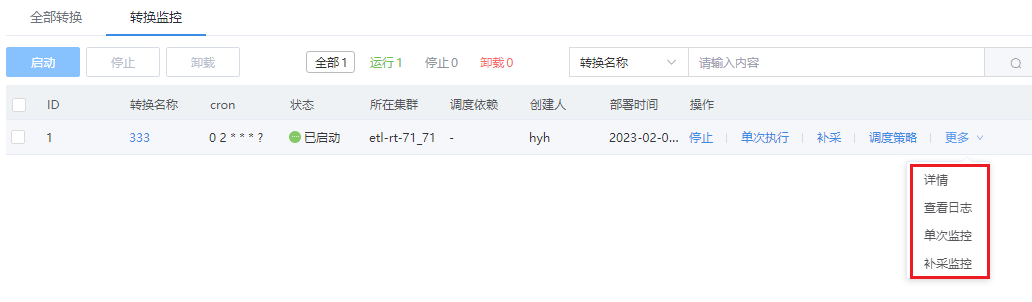 全部转换 转换监控
启动 停止 卸载 全部 1 运行 1 停止 0 卸载 0 转换名称 请输入内容
ID 转换名称 cron 状态 所在集群 调度依赖 创建人 部署时间 操作
1 333 0 2 * * * ? 已启动 etl-rt-71_71 - hyh 2023-02-0... 停止 单次执行 补采 调度策略 更多
详情
查看日志
单次监控
补采监控